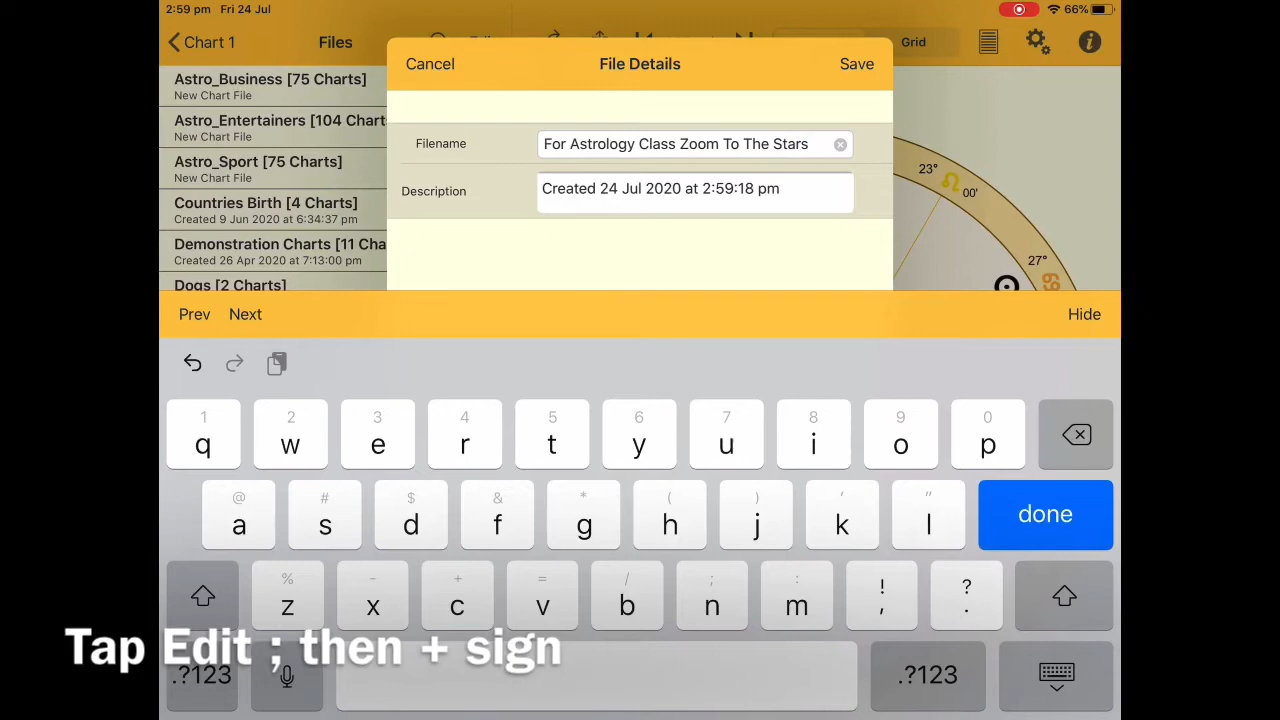 2:59 pm Fri 24 Jul
66%
Chart 1
Files
Grid
Cancel
File Details
Save
Astro_Business [75 Charts]
New Chart File
Astro_Entertainers [104 Chart
New Chart File
Astro_Sport [75 Charts]
New Chart File
Countries Birth [4 Charts]
Created 9 Jun 2020 at 6:34:37 pm
Demonstration Charts [11 Cha
Created 26 Apr 2020 at 7:13:00 pm
Dogs [2 Charts]
Filename
For Astrology Class Zoom To The Stars
Description
Created 24 Jul 2020 at 2:59:18 pm
23° ♌ 00'
27° ♋
Prev Next
Hide
1 2 3 4 5 6 7 8 9 0
q w e r t y u i o p
@ # $ & * ( ) ' "
a s d f g h j k l
done
% - + = / ; : ! ?
z x c v b n m , .
Tap Edit ; then + sign
.?123
.?123